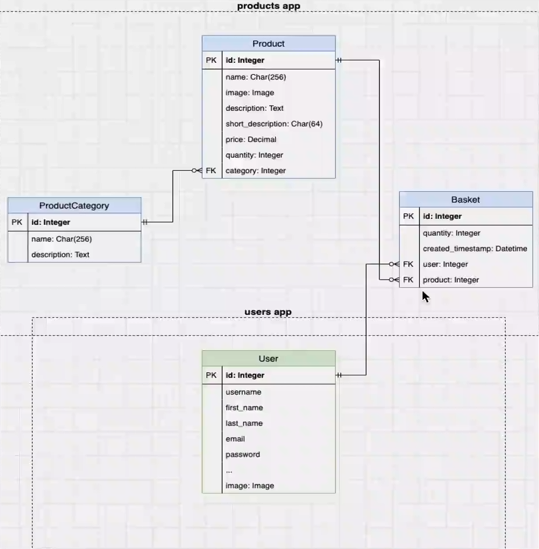 products app
Product
PK id: Integer
name: Char(256)
image: Image
description: Text
short_description: Char(64)
price: Decimal
quantity: Integer
FK category: Integer
ProductCategory
PK id: Integer
name: Char(256)
description: Text
Basket
PK id: Integer
quantity: Integer
created_timestamp: Datetime
FK user: Integer
FK product: Integer
users app
User
PK id: Integer
username
first_name
last_name
email
password
...
image: Image